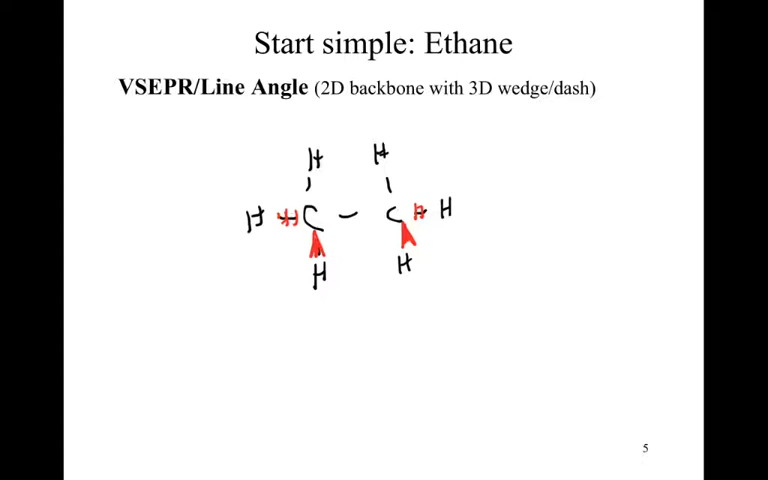 Start simple: Ethane
VSEPR/Line Angle (2D backbone with 3D wedge/dash)
H H
H C - C H
H H
5